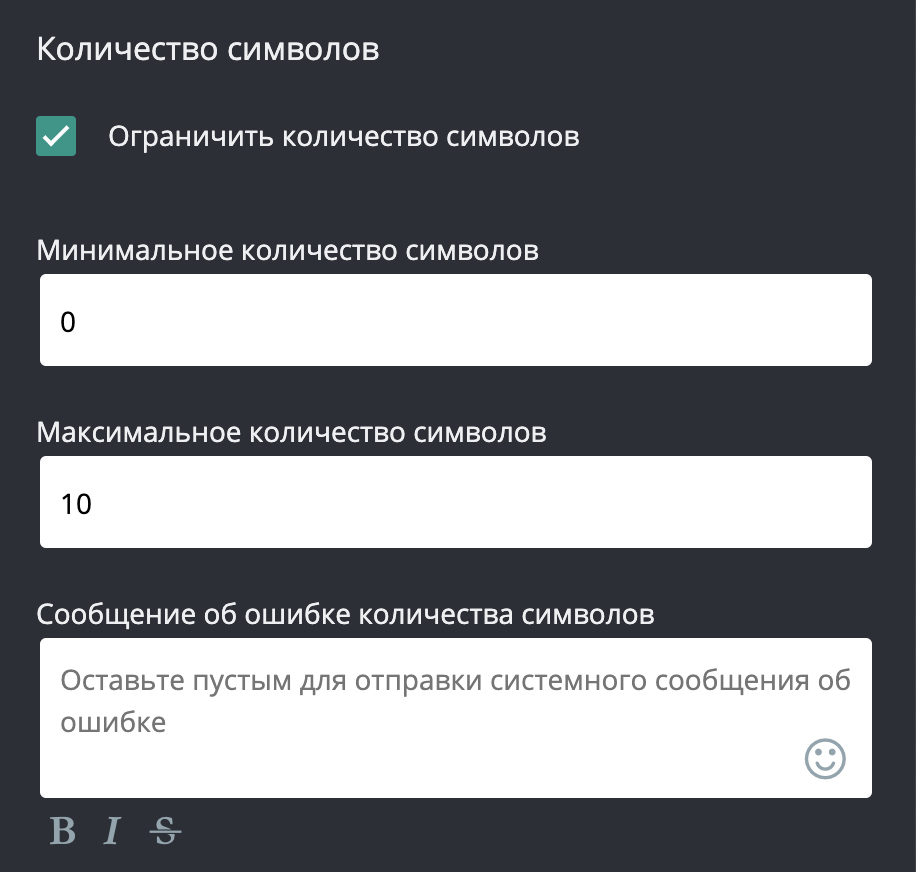 Количество символов
Ограничить количество символов
Минимальное количество символов
0
Максимальное количество символов
10
Сообщение об ошибке количества символов
Оставьте пустым для отправки системного сообщения об
ошибке
B I S